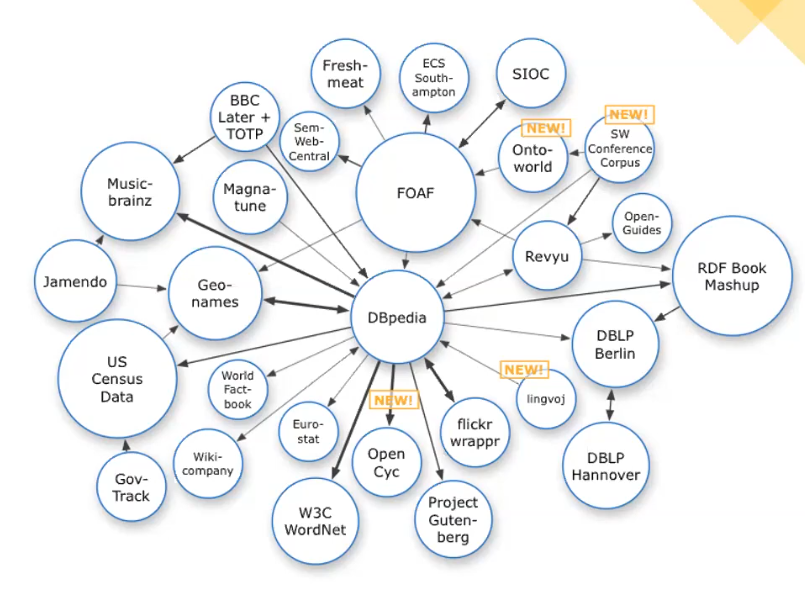 Fresh-
meat
ECS
South-
ampton
SIOC
BBC
Later +
TOTP
Sem-
Web-
Central
NEW!
Onto-
world
NEW!
SW
Conference
Corpus
Music-
brainz
Magna-
tune
FOAF
Open-
Guides
Revyu
RDF Book
Mashup
Jamendo
Geo-
names
DBpedia
DBLP
Berlin
US
Census
Data
World
Fact-
book
NEW!
lingvoj
NEW!
Euro-
stat
flickr
wrappr
Wiki-
company
Open
Cyc
DBLP
Hannover
Gov-
Track
W3C
WordNet
Project
Guten-
berg